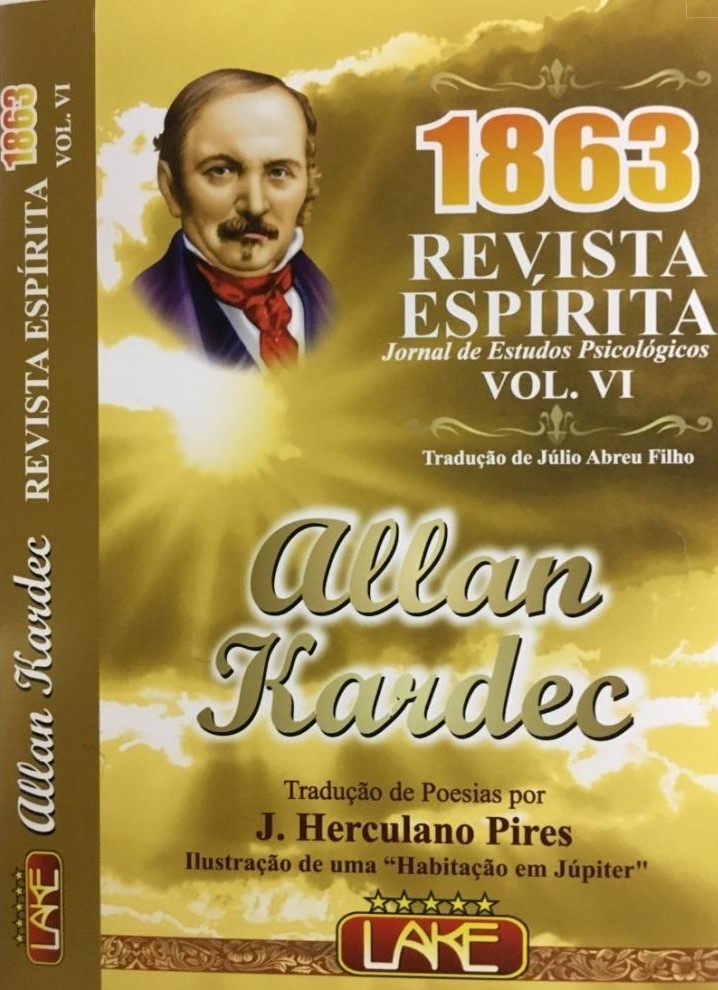 Allan Kardec REVISTA ESPÍRITA 1863
VOL. VI
LAKE
1863
REVISTA
ESPÍRITA
Jornal de Estudos Psicológicos
VOL. VI
Tradução de Júlio Abreu Filho
Allan
Kardec
Tradução de Poesias por
J. Herculano Pires
Ilustração de uma “Habitação em Júpiter"
LAKE